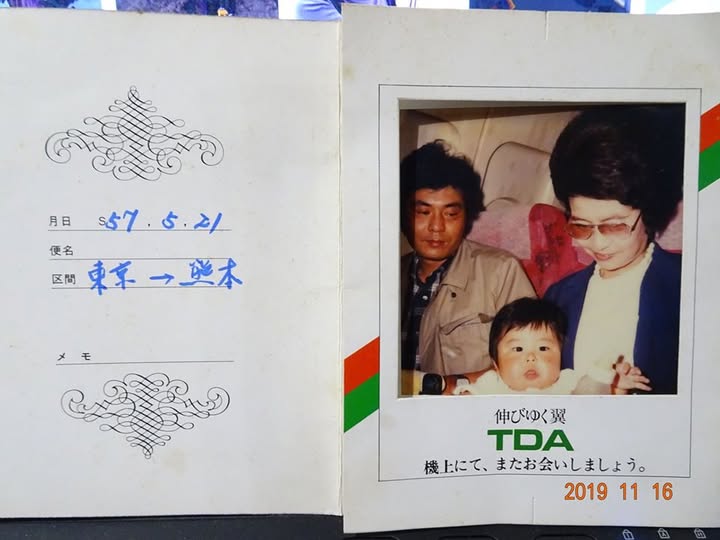 月日 S57.5.21
便名
区間 東京→熊本
メモ
伸びゆく翼
TDA
機上にて、またお会いしましょう。
2019 11 16